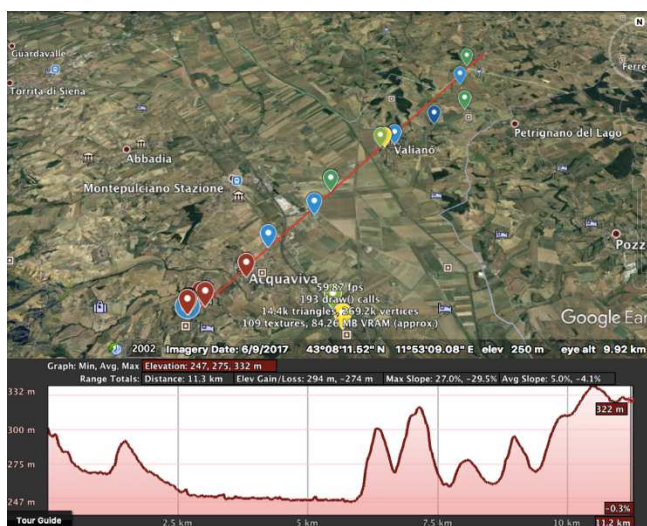 Guardavalle
N
Ferre
Torrita di Siena
Petrignano del Lago
Abbadia
Valiano
Montepulciano Stazione
Pozz
Acquaviva
59.87 fps
193 draw() calls
14.4k triangles, 269.2k vertices
109 textures, 84.26 MB VRAM (approx.)
Google Ear
2002 Imagery Date: 6/9/2017 43°08'11.52" N 11°53'09.08" E elev 250 m eye alt 9.92 km
Graph: Min, Avg, Max Elevation: 247, 275, 332 m
Range Totals: Distance: 11.3 km Elev Gain/Loss: 294 m, -274 m Max Slope: 27.0%, -29.5% Avg Slope: 5.0%, -4.1%
332 m
322 m
300 m
275 m
247 m
-0.3%
Tour Guide 2.5 km 5 km 7.5 km 10 km 11.2 km